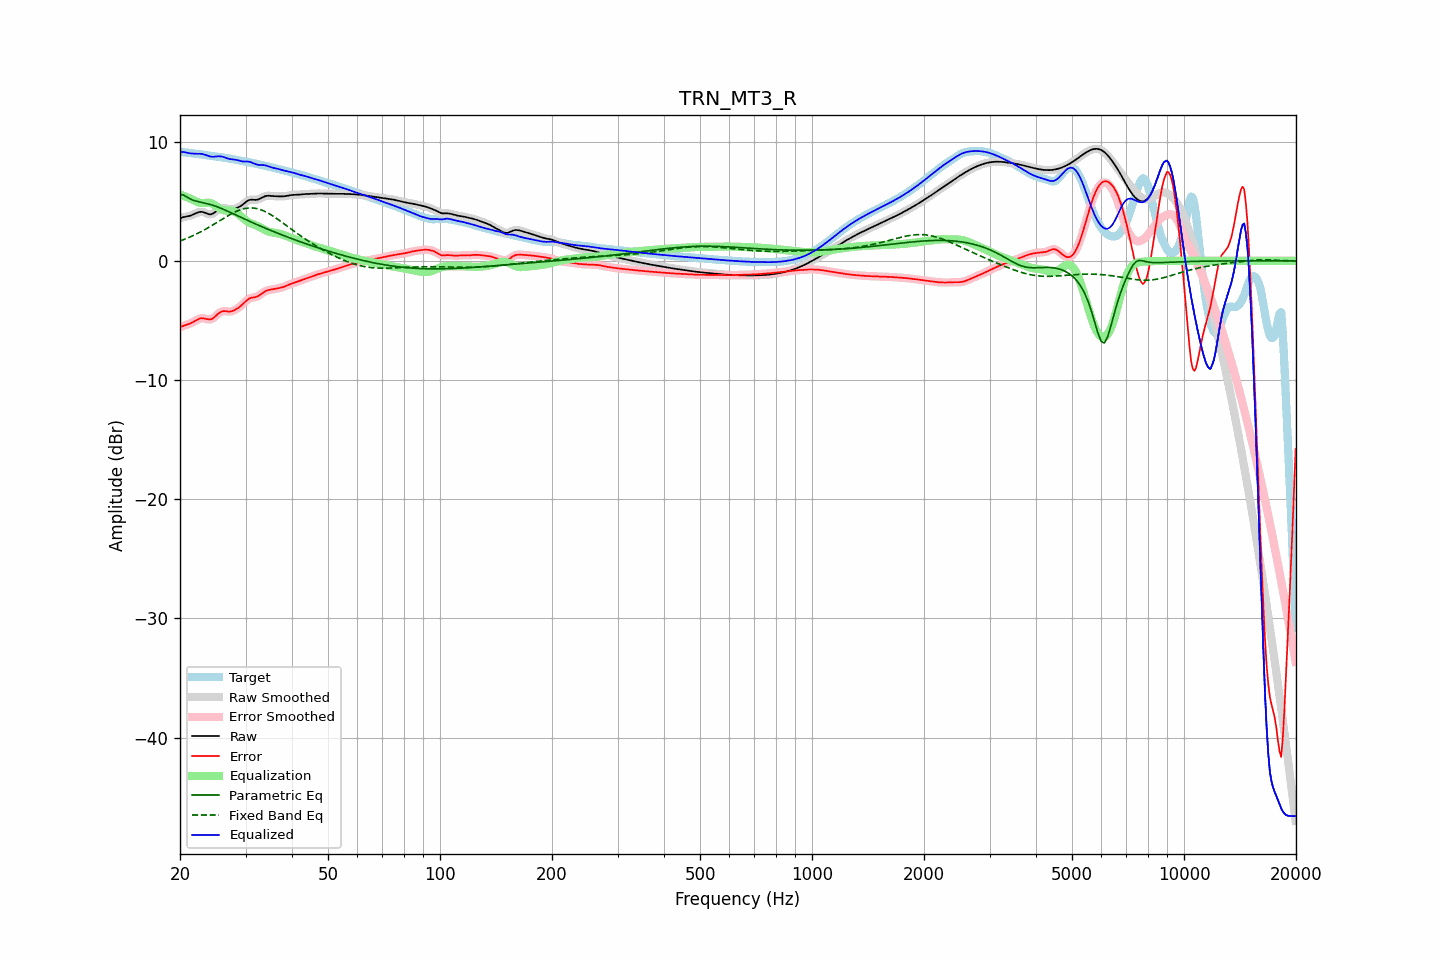 TRN_MT3_R
10
0
−10
−20
−30
−40
Amplitude (dBr)
Target
Raw Smoothed
Error Smoothed
Raw
Error
Equalization
Parametric Eq
Fixed Band Eq
Equalized
20 50 100 200 500 1000 2000 5000 10000 20000
Frequency (Hz)